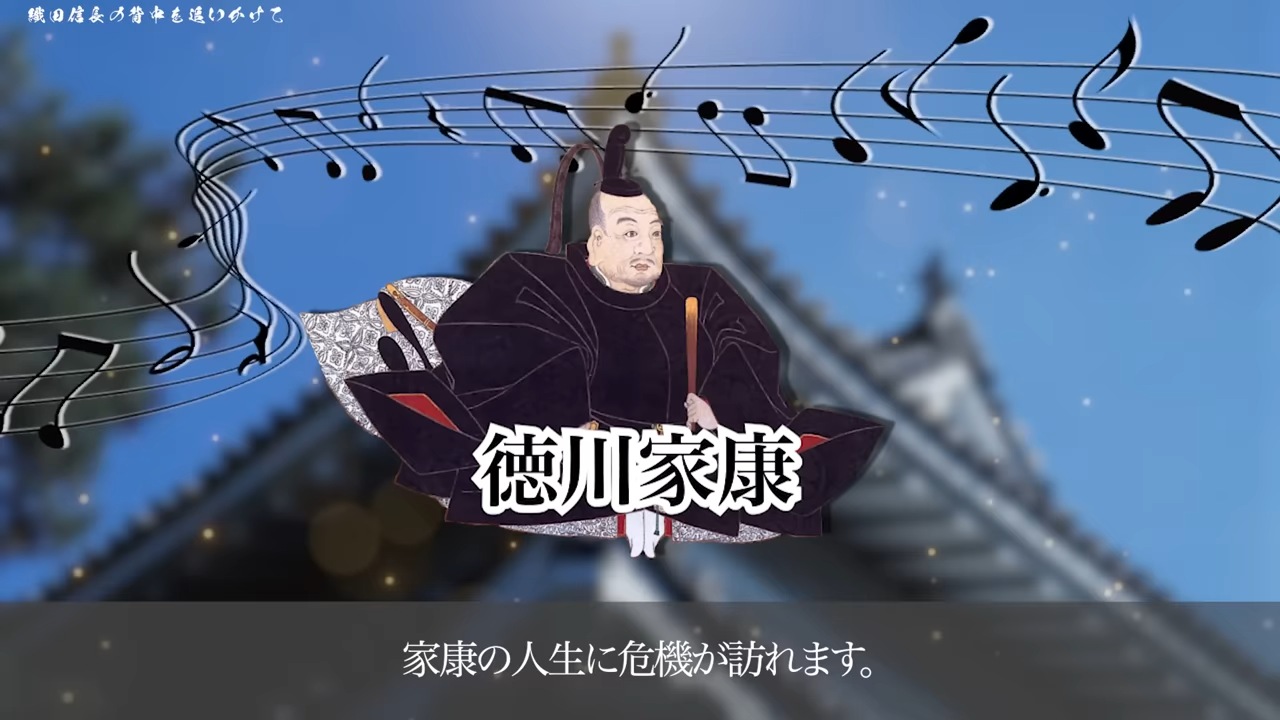 織田信長の背中を追いかけて
徳川家康
家康の人生に危機が訪れます。